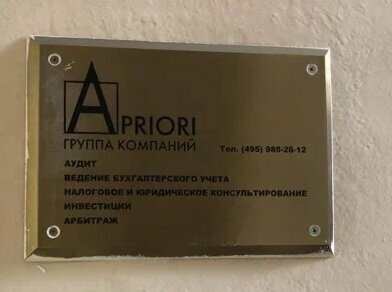 APRIORI
ГРУППА КОМПАНИЙ
Тел. (495) 988-28-12
АУДИТ
ВЕДЕНИЕ БУХГАЛТЕРСКОГО УЧЕТА
НАЛОГОВОЕ И ЮРИДИЧЕСКОЕ КОНСУЛЬТИРОВАНИЕ
ИНВЕСТИЦИИ
АРБИТРАЖ